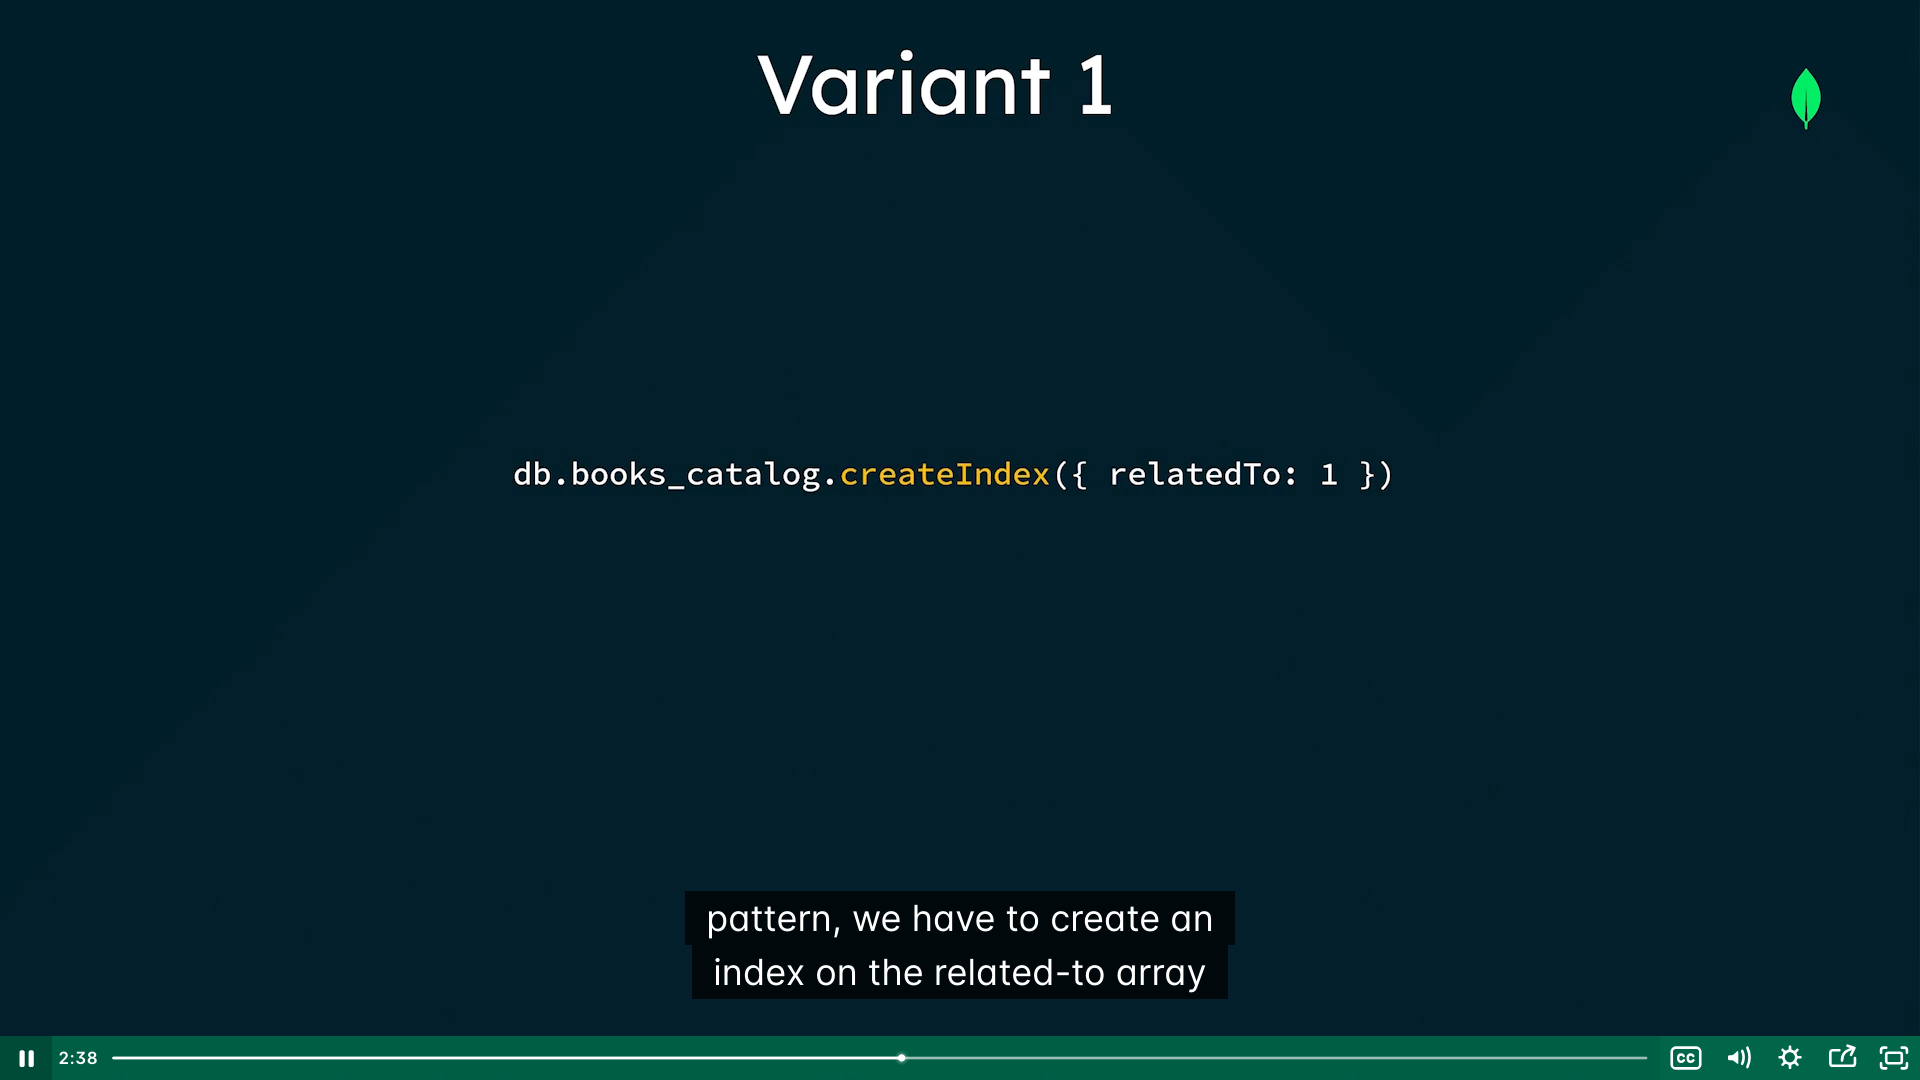 Variant 1
db.books_catalog.createIndex({ relatedTo: 1 })
pattern, we have to create an
index on the related-to array
2:38
CC